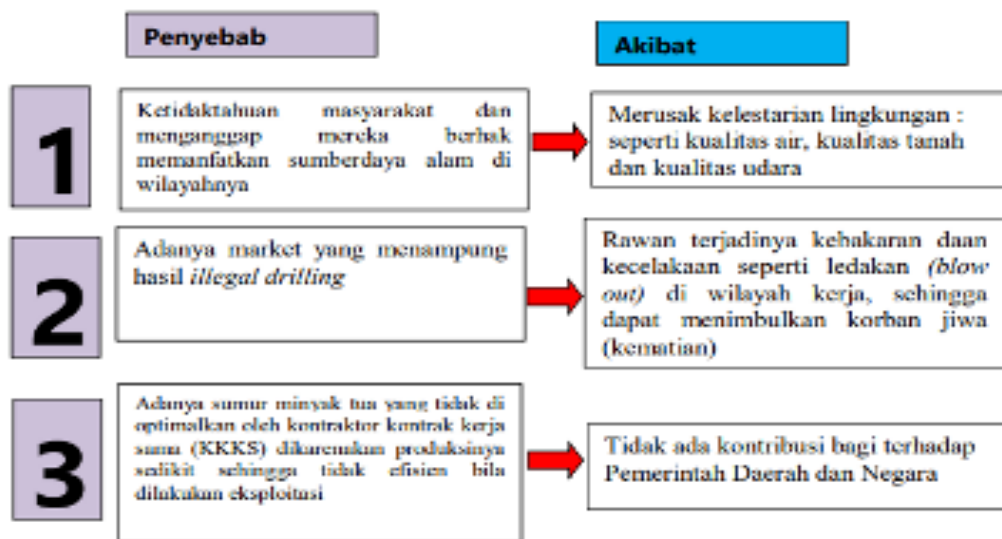 Penyebab
Akibat
1
Ketidaktahuan masyarakat dan
menganggap mereka berhak
memanfatkan sumberdaya alam di
wilayahnya
Merusak kelestarian lingkungan :
seperti kualitas air, kualitas tanah
dan kualitas udara
2
Adanya market yang menampung
hasil illegal drilling
Rawan terjadinya kebakaran daan
kecelakaan seperti ledakan (blow
out) di wilayah kerja, sehingga
dapat menimbulkan korban jiwa
(kematian)
3
Adanya sumur minyak tua yang tidak di
optimalkan oleh kontraktor kontrak kerja
sama (KKKS) dikarenakan produksinya
sedikit sehingga tidak efisien bila
dilakukan eksploitasi
Tidak ada kontribusi bagi terhadap
Pemerintah Daerah dan Negara